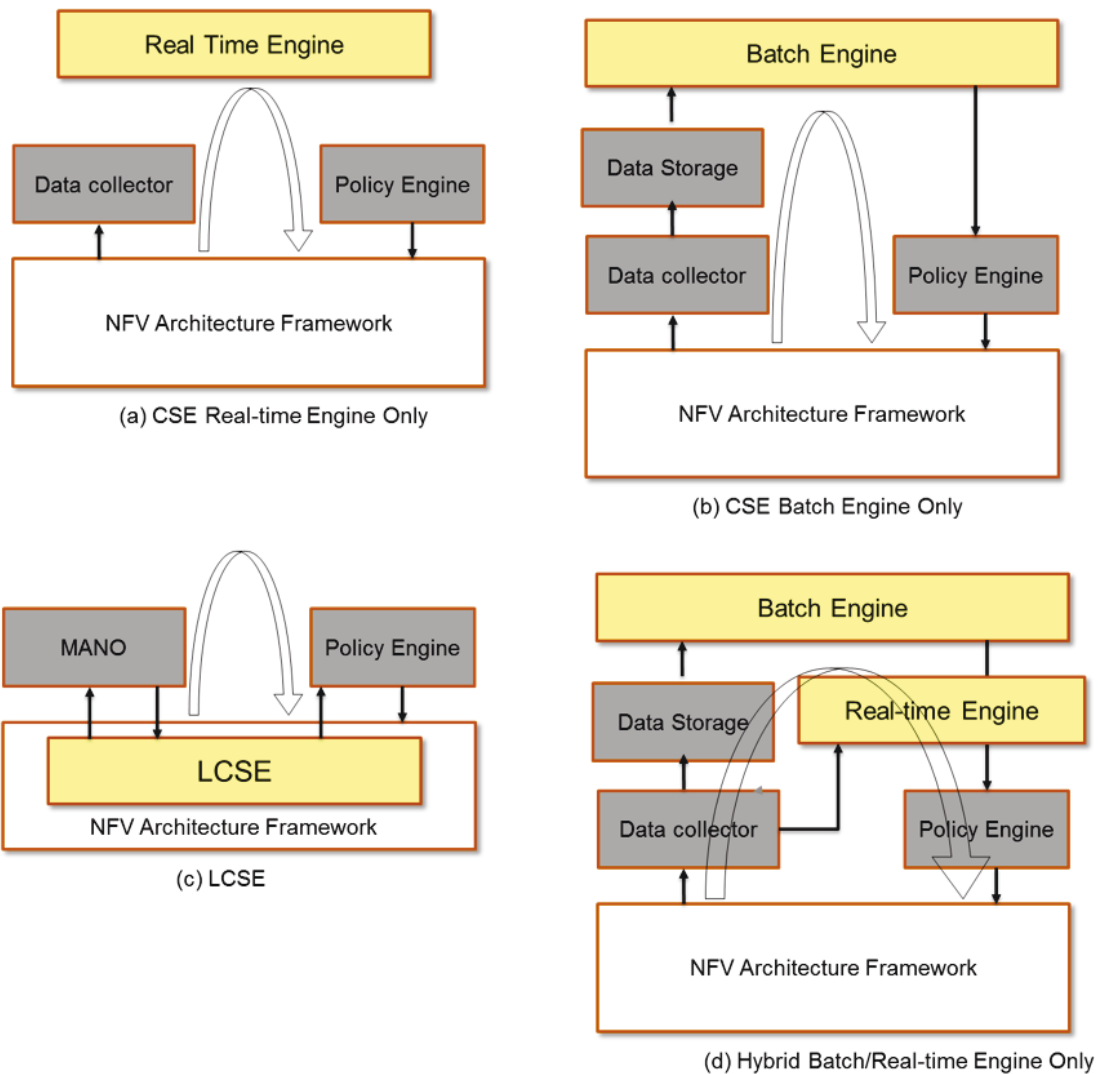 Real Time Engine
Data collector
Policy Engine
NFV Architecture Framework
(a) CSE Real-time Engine Only
Batch Engine
Data Storage
Data collector
Policy Engine
NFV Architecture Framework
(b) CSE Batch Engine Only
MANO
Policy Engine
LCSE
NFV Architecture Framework
(c) LCSE
Batch Engine
Real-time Engine
Data Storage
Data collector
Policy Engine
NFV Architecture Framework
(d) Hybrid Batch/Real-time Engine Only